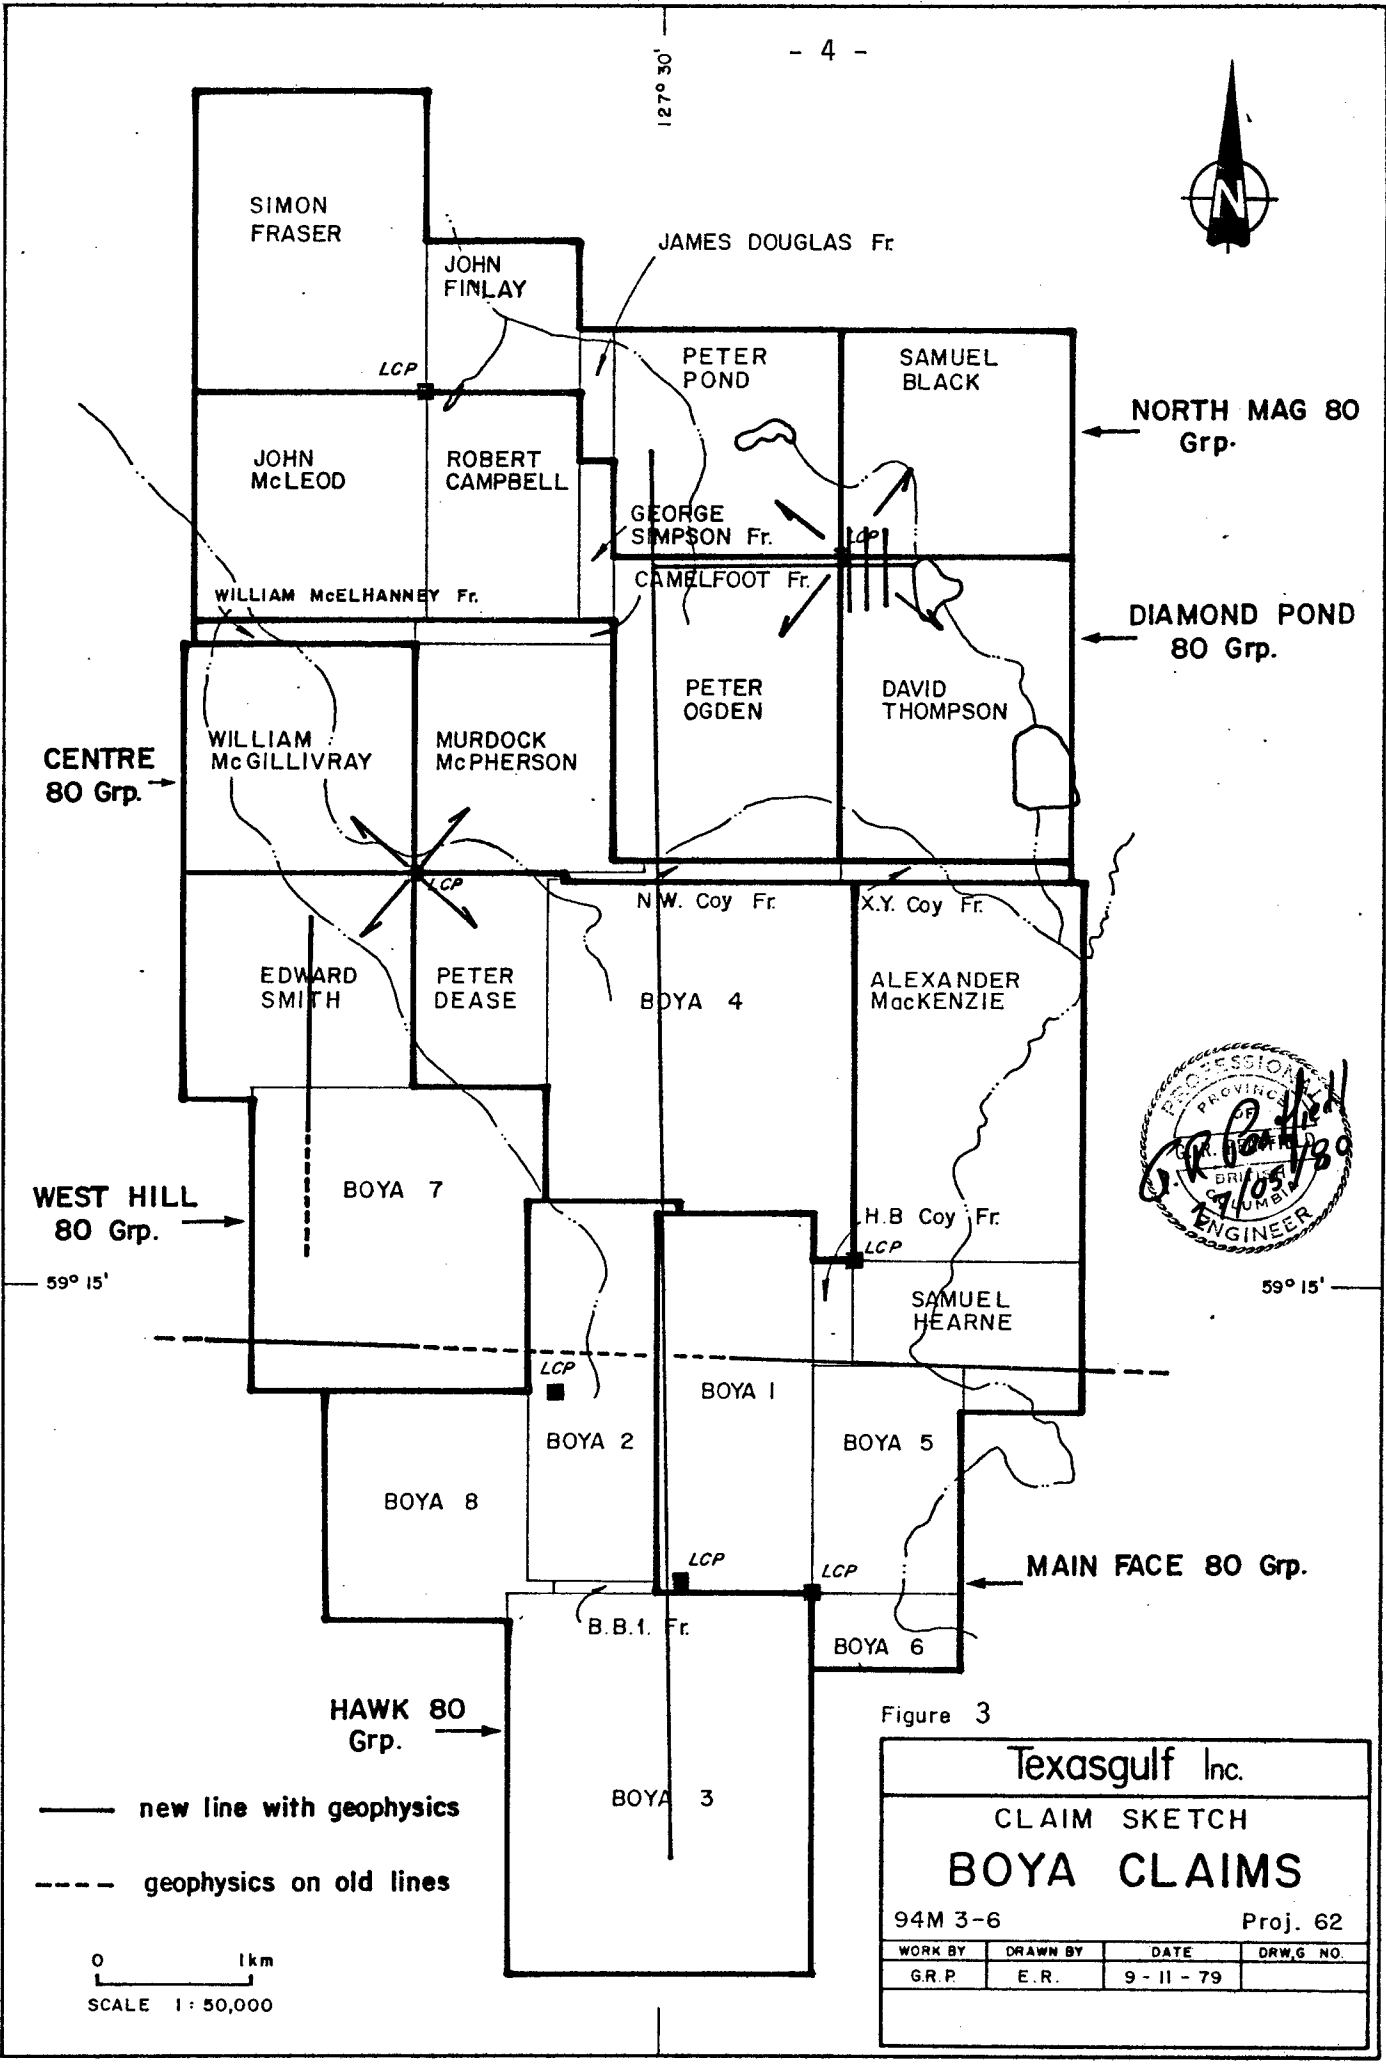 - 4 -
127° 30'
SIMON
FRASER
JOHN
FINLAY
JAMES DOUGLAS Fr.
PETER
POND
SAMUEL
BLACK
LCP
NORTH MAG 80
Grp.
JOHN
McLEOD
ROBERT
CAMPBELL
GEORGE
SIMPSON Fr.
LCP
CAMELFOOT Fr.
WILLIAM McELHANNEY Fr.
DIAMOND POND
80 Grp.
PETER
OGDEN
DAVID
THOMPSON
CENTRE
80 Grp.
WILLIAM
McGILLIVRAY
MURDOCK
McPHERSON
LCP
N.W. Coy Fr.
X.Y. Coy Fr.
EDWARD
SMITH
PETER
DEASE
BOYA 4
ALEXANDER
MacKENZIE
PROFESSIONAL
PROVINCE
OF
BRITISH
COLUMBIA
ENGINEER
WEST HILL
80 Grp.
BOYA 7
H.B Coy Fr.
LCP
59° 15'
59° 15'
SAMUEL
HEARNE
LCP
BOYA 1
BOYA 2
BOYA 5
BOYA 8
LCP
LCP
MAIN FACE 80 Grp.
B.B.1. Fr.
BOYA 6
HAWK 80
Grp.
BOYA 3
new line with geophysics
geophysics on old lines
0 1km
SCALE 1 : 50,000
Figure 3
Texasgulf Inc.
CLAIM SKETCH
BOYA CLAIMS
94M 3-6 Proj. 62
WORK BY DRAWN BY DATE DRW,G NO.
G.R.P. E.R. 9 - 11 - 79
N